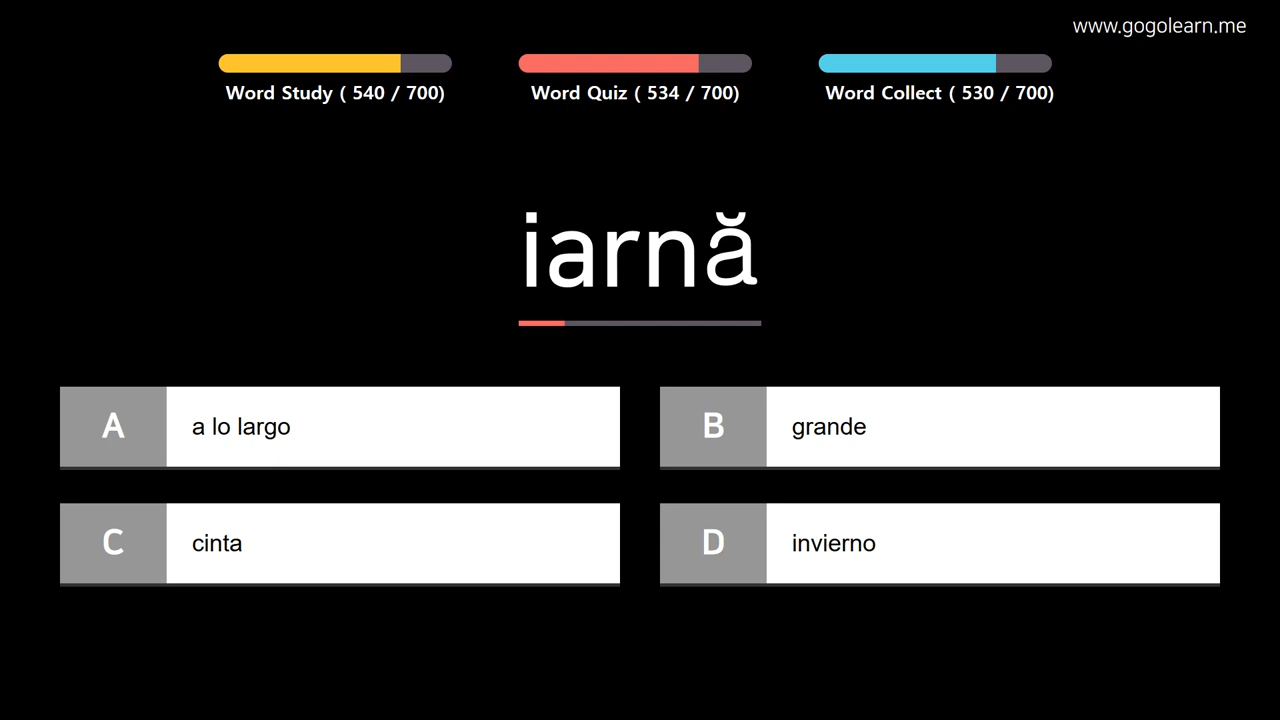 www.gogolearn.me
Word Study ( 540 / 700)
Word Quiz ( 534 / 700)
Word Collect ( 530 / 700)
iarnă
A a lo largo
B grande
C cinta
D invierno